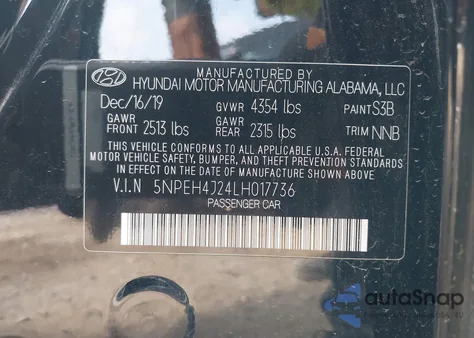 MANUFACTURED BY
HYUNDAI MOTOR MANUFACTURING ALABAMA, LLC
Dec/16/19 GVWR 4354 lbs PAINT S3B
GAWR GAWR
FRONT 2513 lbs REAR 2315 lbs TRIM NNB
THIS VEHICLE CONFORMS TO ALL APPLICABLE U.S.A. FEDERAL
MOTOR VEHICLE SAFETY, BUMPER, AND THEFT PREVENTION STANDARDS
IN EFFECT ON THE DATE OF MANUFACTURE SHOWN ABOVE.
V.I.N 5NPEH4J24LH017736
PASSENGER CAR
autoSnap